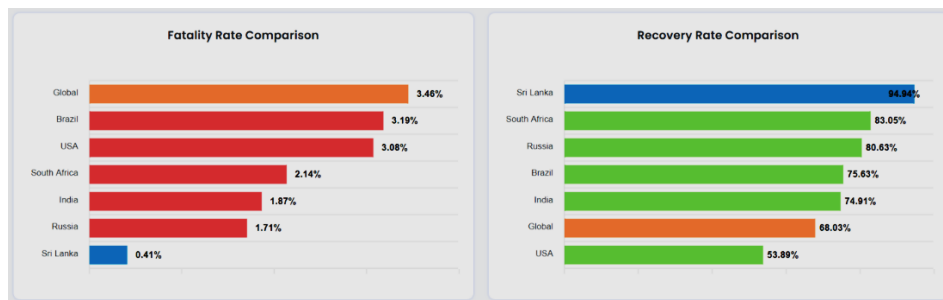 Fatality Rate Comparison
Global 3.46%
Brazil 3.19%
USA 3.08%
South Africa 2.14%
India 1.87%
Russia 1.71%
Sri Lanka 0.41%
Recovery Rate Comparison
Sri Lanka 94.94%
South Africa 83.05%
Russia 80.63%
Brazil 75.63%
India 74.91%
Global 68.03%
USA 53.89%